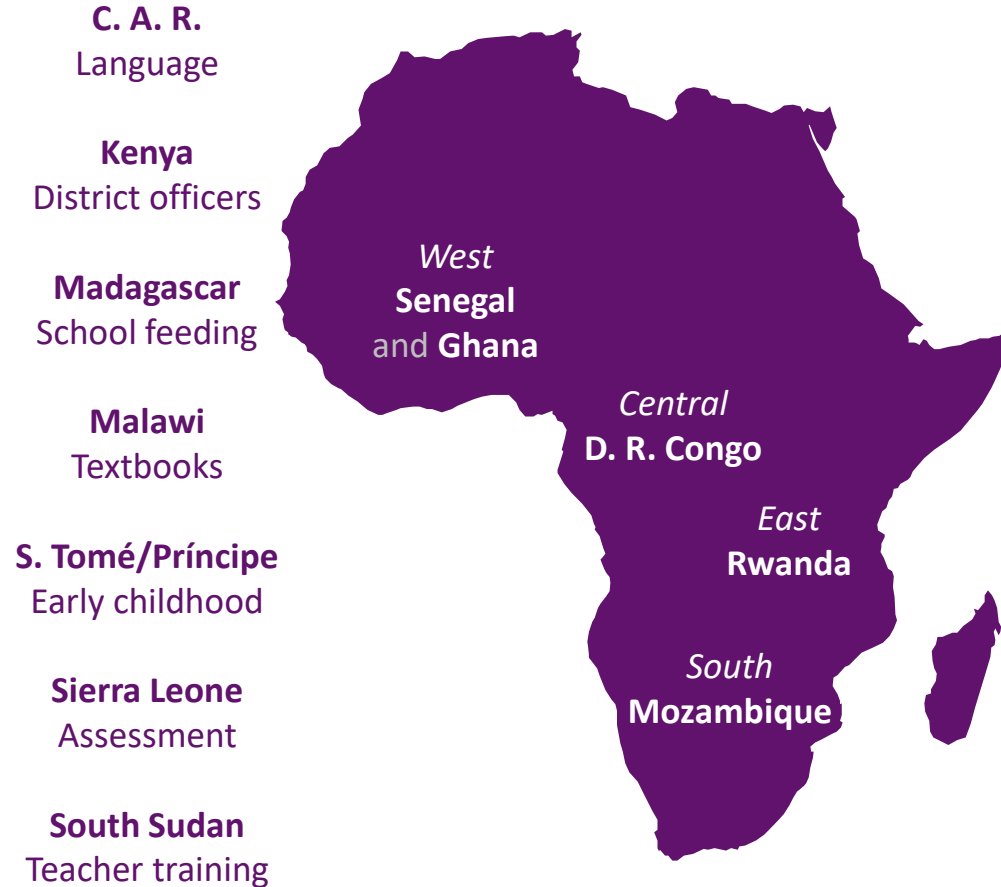 C. A. R.
Language
Kenya
District officers
Madagascar
School feeding
Malawi
Textbooks
S. Tomé/Príncipe
Early childhood
Sierra Leone
Assessment
South Sudan
Teacher training
West
Senegal
and Ghana
Central
D. R. Congo
East
Rwanda
South
Mozambique